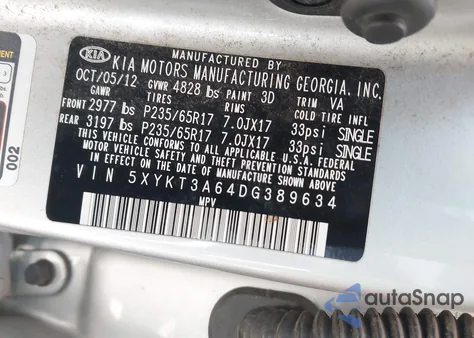 MANUFACTURED BY
KIA KIA MOTORS MANUFACTURING GEORGIA, INC.
OCT/05/12 GVWR 4828 lbs PAINT 3D TRIM VA
GAWR TIRES RIMS COLD TIRE INFL
FRONT 2977 lbs P235/65R17 7.0JX17 33psi SINGLE
REAR 3197 lbs P235/65R17 7.0JX17 33psi SINGLE
THIS VEHICLE CONFORMS TO ALL APPLICABLE U.S.A. FEDERAL
MOTOR VEHICLE SAFETY, BUMPER, AND THEFT PREVENTION
STANDARDS IN EFFECT ON THE DATE OF MANUFACTURE SHOWN ABOVE.
VIN 5XYKT3A64DG389634
MPV
002
autoSnap